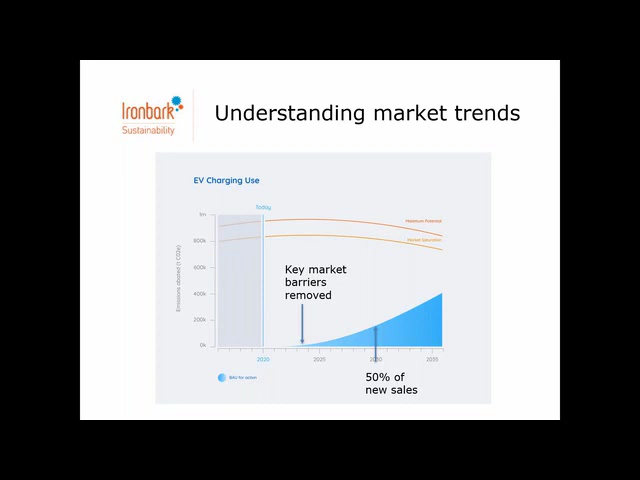 Ironbark
Sustainability
Understanding market trends
EV Charging Use
Today
1m
800k
600k
400k
200k
0k
Emissions abated (t CO2e)
Maximum Potential
Market Saturation
Key market
barriers
removed
2020
2025
2030
2035
BAU for action
50% of
new sales